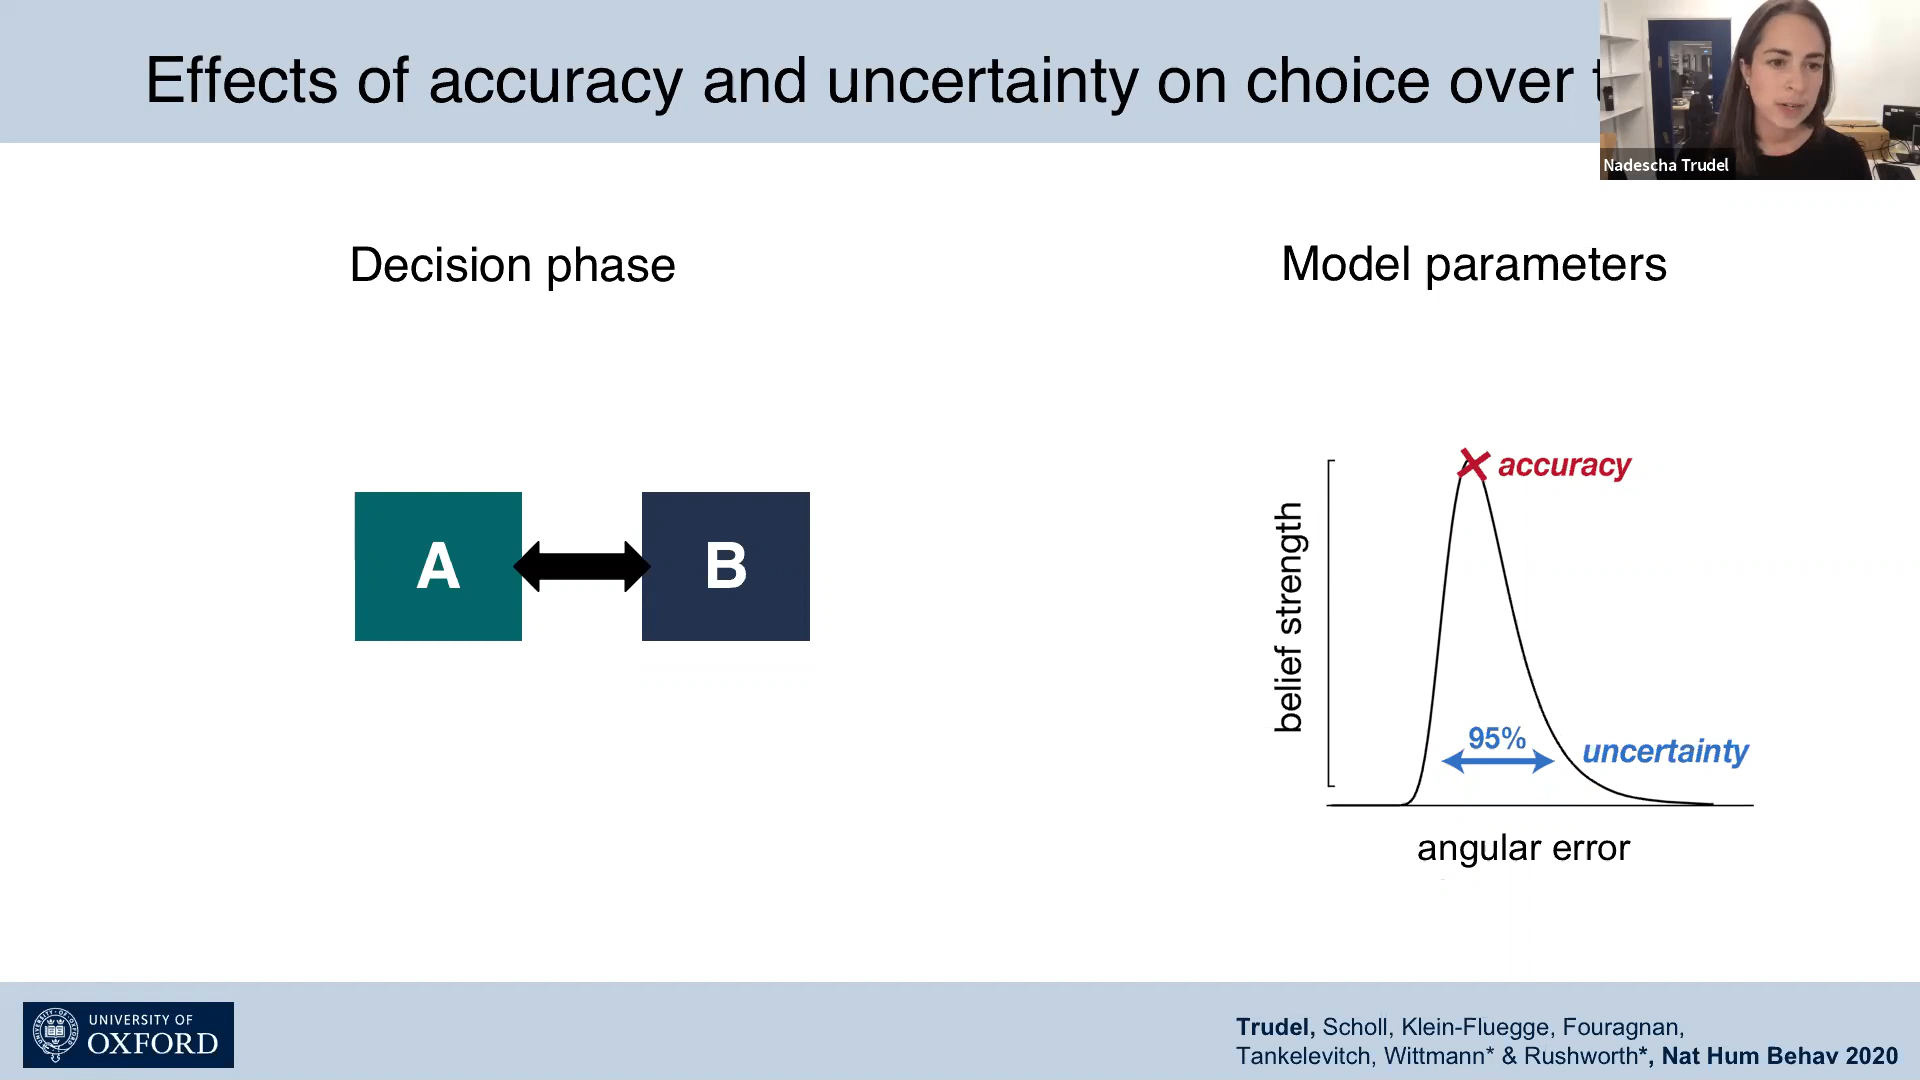 Effects of accuracy and uncertainty on choice over t
Nadescha Trudel
Decision phase
Model parameters
A
B
accuracy
belief strength
95%
uncertainty
angular error
UNIVERSITY OF
OXFORD
Trudel, Scholl, Klein-Fluegge, Fouragnan,
Tankelevitch, Wittmann* & Rushworth*, Nat Hum Behav 2020